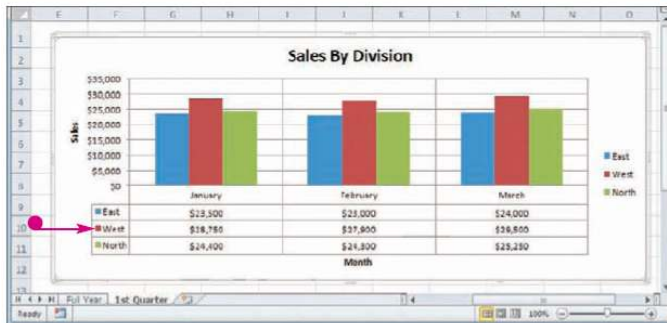 E F G H I J K L M N O
1
2
3
4
5
6
7
8
9
10
11
12
13
Sales By Division
Sales
$35,000
$30,000
$25,000
$20,000
$15,000
$10,000
$5,000
$0
January February March
East $23,500 $23,000 $24,000
West $28,750 $27,900 $29,500
North $24,400 $24,300 $25,250
Month
East
West
North
Full Year 1st Quarter
Ready 100%